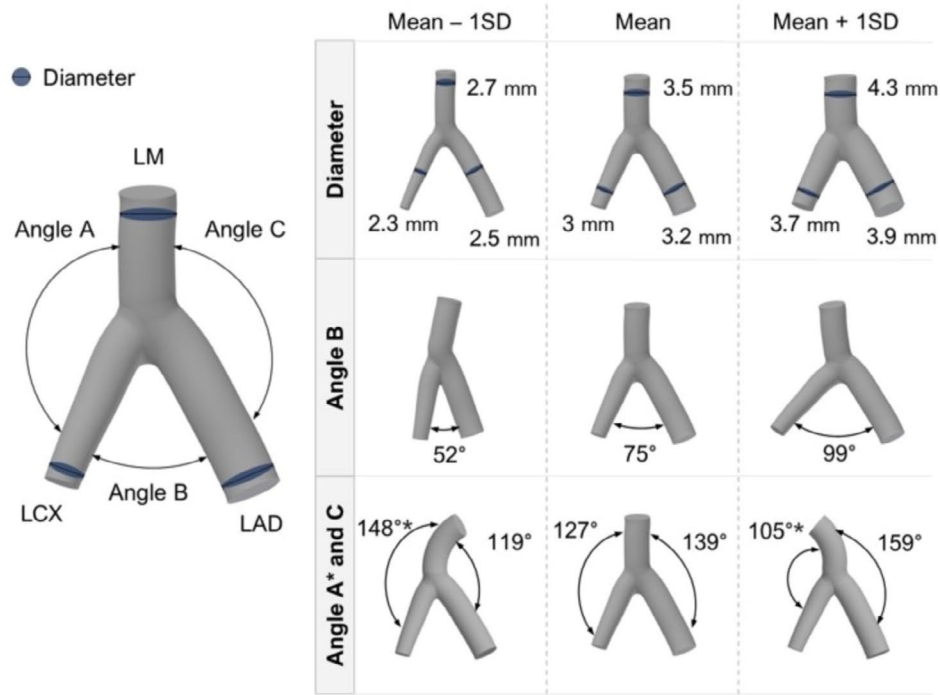 Mean – 1SD
Mean
Mean + 1SD
Diameter
LM
Angle A
Angle C
Angle B
LCX
LAD
Diameter
2.7 mm
3.5 mm
4.3 mm
2.3 mm
2.5 mm
3 mm
3.2 mm
3.7 mm
3.9 mm
Angle B
52°
75°
99°
Angle A* and C
148°*
119°
127°
139°
105°*
159°